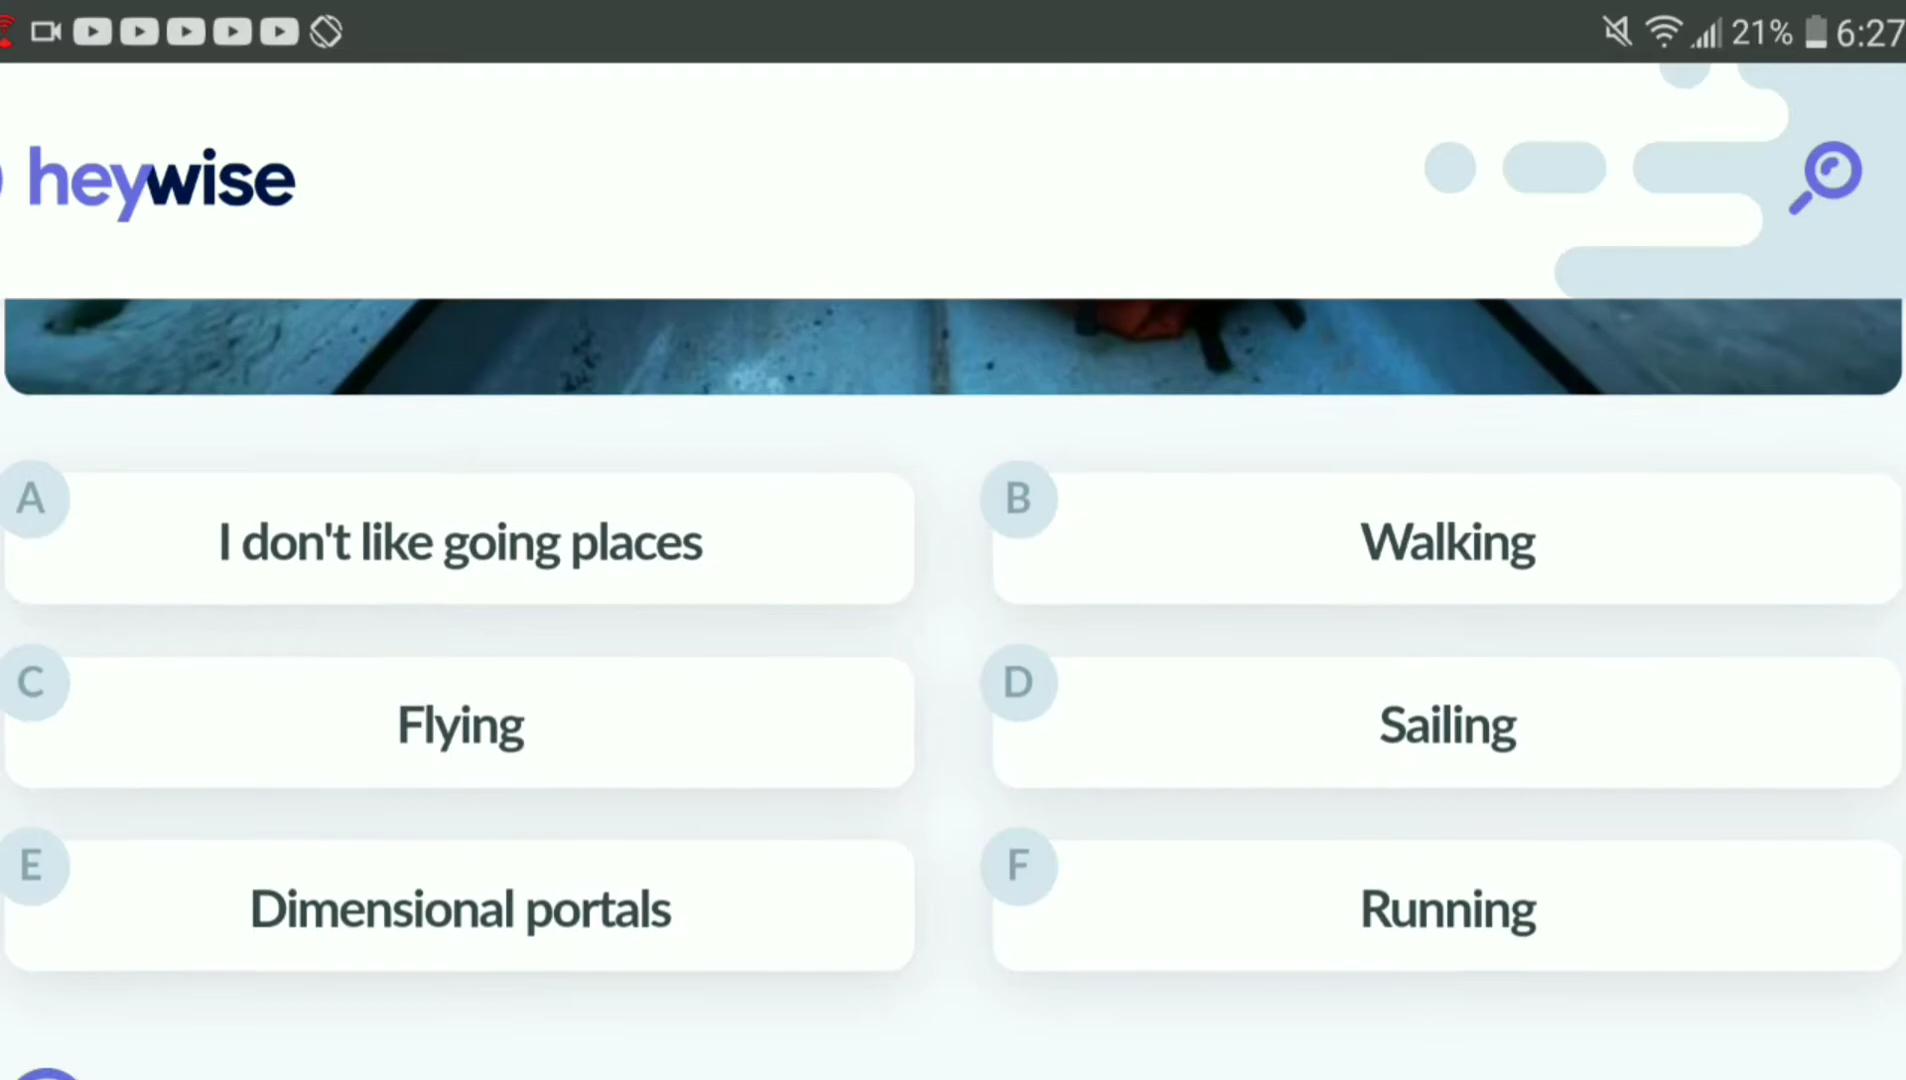 21% 6:27
heywise
A
I don't like going places
B
Walking
C
Flying
D
Sailing
E
Dimensional portals
F
Running